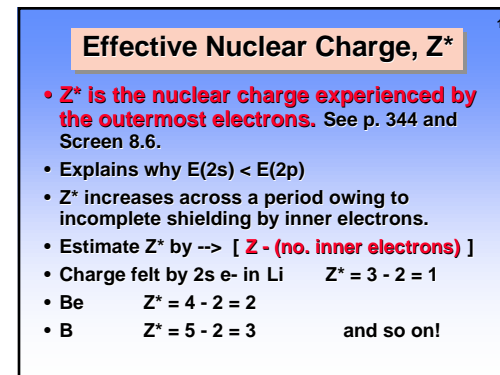 Effective Nuclear Charge, Z*
• Z* is the nuclear charge experienced by
the outermost electrons. See p. 344 and
Screen 8.6.
• Explains why E(2s) < E(2p)
• Z* increases across a period owing to
incomplete shielding by inner electrons.
• Estimate Z* by --> [ Z - (no. inner electrons) ]
• Charge felt by 2s e- in Li Z* = 3 - 2 = 1
• Be Z* = 4 - 2 = 2
• B Z* = 5 - 2 = 3 and so on!